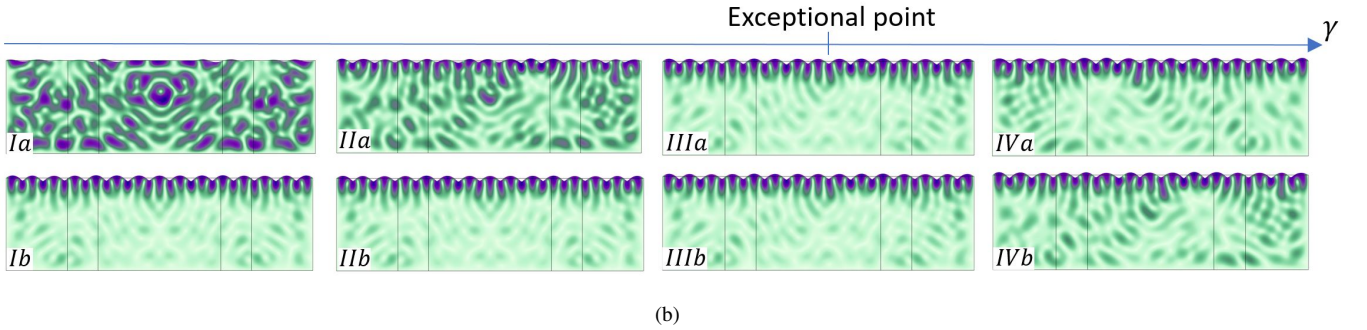 Exceptional point
γ
Ia
IIa
IIIa
IVa
Ib
IIb
IIIb
IVb
(b)